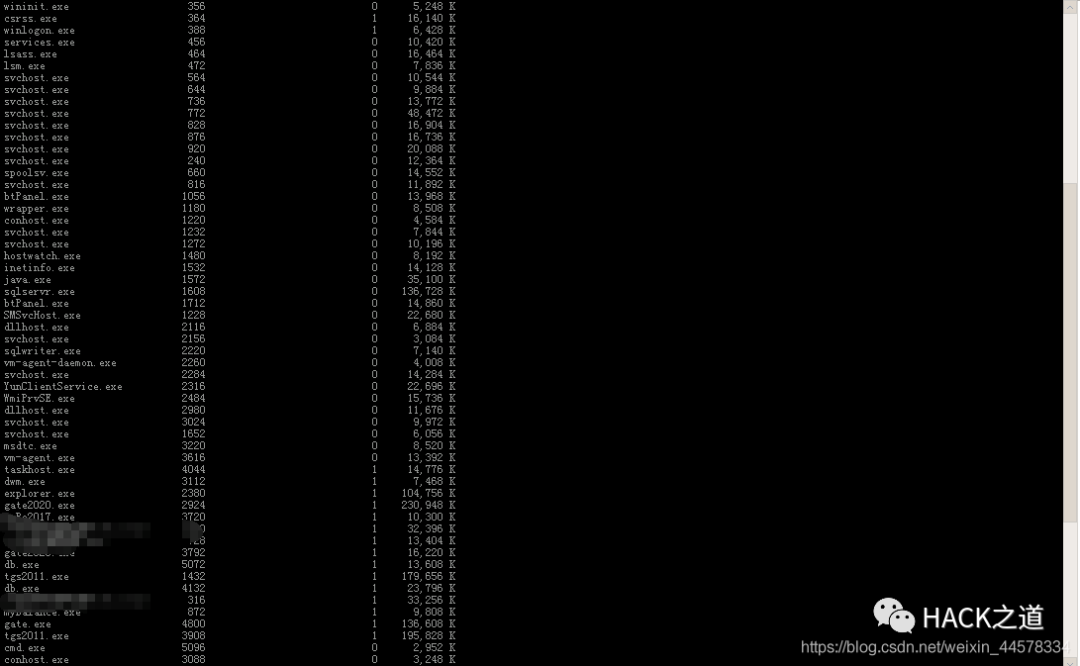 wininit.exe 356 0 5,248 K
csrss.exe 364 1 16,140 K
winlogon.exe 388 1 6,428 K
services.exe 456 0 10,420 K
lsass.exe 464 0 16,464 K
lsm.exe 472 0 7,836 K
svchost.exe 564 0 10,544 K
svchost.exe 644 0 9,884 K
svchost.exe 736 0 13,772 K
svchost.exe 772 0 48,472 K
svchost.exe 828 0 16,904 K
svchost.exe 876 0 16,736 K
svchost.exe 920 0 20,088 K
svchost.exe 240 0 12,364 K
spoolsv.exe 660 0 14,552 K
svchost.exe 816 0 11,892 K
btPanel.exe 1056 0 13,968 K
wrapper.exe 1180 0 8,508 K
conhost.exe 1220 0 4,584 K
svchost.exe 1232 0 7,844 K
svchost.exe 1272 0 10,196 K
hostwatch.exe 1480 0 8,192 K
inetinfo.exe 1532 0 14,128 K
java.exe 1572 0 35,100 K
sqlservr.exe 1608 0 136,728 K
btPanel.exe 1712 0 14,860 K
SMSvcHost.exe 1228 0 22,680 K
dllhost.exe 2116 0 6,884 K
svchost.exe 2156 0 3,084 K
sqlwriter.exe 2220 0 7,140 K
vm-agent-daemon.exe 2260 0 4,008 K
svchost.exe 2284 0 14,284 K
YunClientService.exe 2316 0 22,696 K
WmiPrvSE.exe 2484 0 15,736 K
dllhost.exe 2980 0 11,676 K
svchost.exe 3024 0 9,972 K
svchost.exe 1652 0 6,056 K
msdtc.exe 3220 0 8,520 K
vm-agent.exe 3616 0 13,392 K
taskhost.exe 4044 1 14,776 K
dwm.exe 3112 1 7,468 K
explorer.exe 2380 1 104,756 K
gate2020.exe 2924 1 230,948 K
3720 1 10,300 K
1 32,396 K
1 13,404 K
3792 1 16,220 K
db.exe 5072 1 13,608 K
tgs2011.exe 1432 1 179,656 K
db.exe 4132 1 23,796 K
316 1 33,256 K
872 1 9,808 K
gate.exe 4800 1 136,608 K
tgs2011.exe 3908 1 195,828 K
cmd.exe 5096 1 2,952 K
conhost.exe 3088 1 3,248 K
HACK之道
https://blog.csdn.net/weixin_44578334